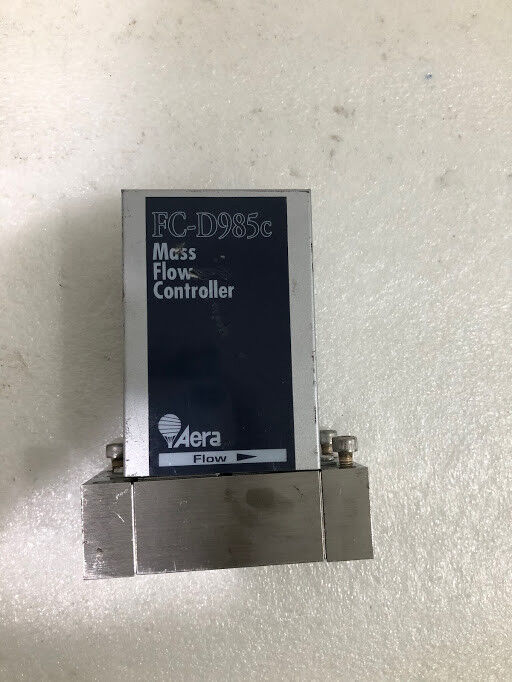 FC-D985c
Mass
Flow
Controller
Aera
Flow